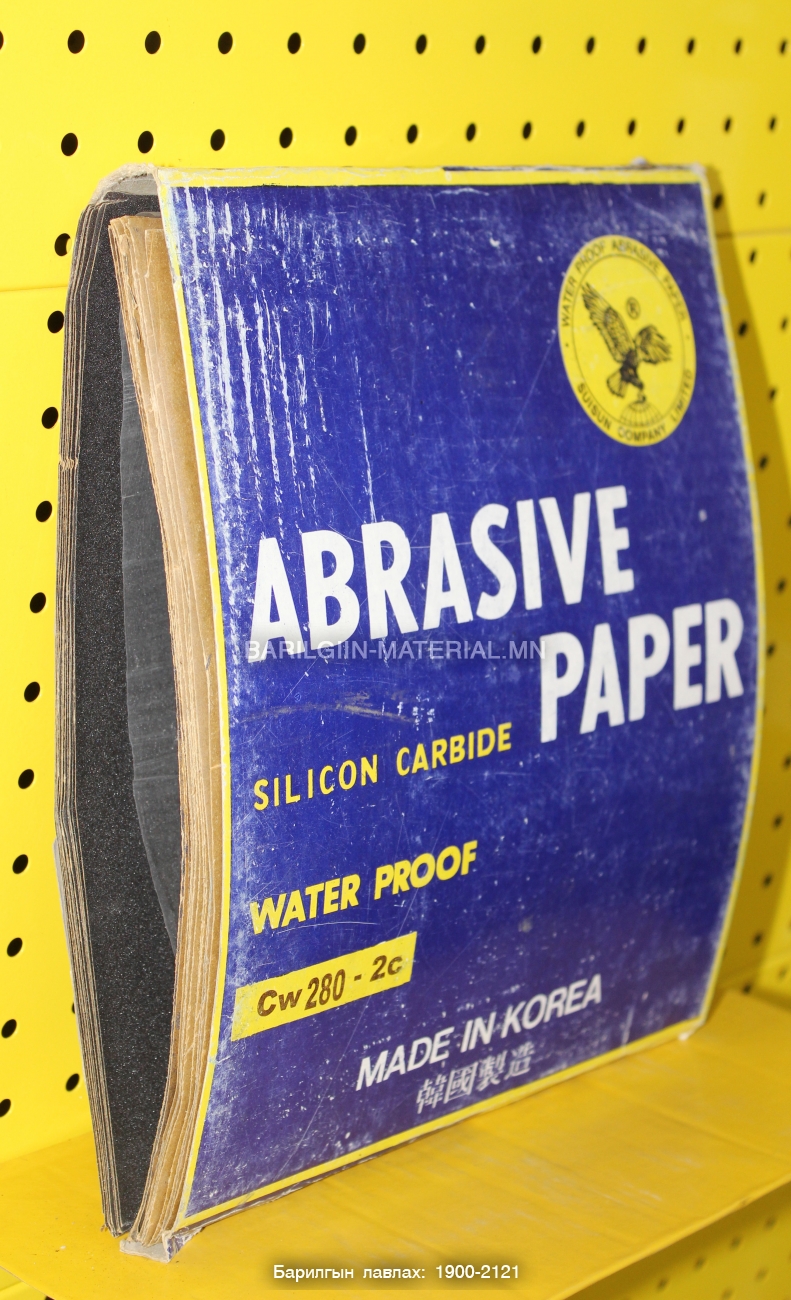 WATER PROOF ABRASIVE PAPER
®
SUISUN COMPANY LIMITED
ABRASIVE
PAPER
BARILGIIN-MATERIAL.MN
SILICON CARBIDE
WATER PROOF
Cw 280 - 2c
MADE IN KOREA
韓國製造
Барилгын лавлах: 1900-2121